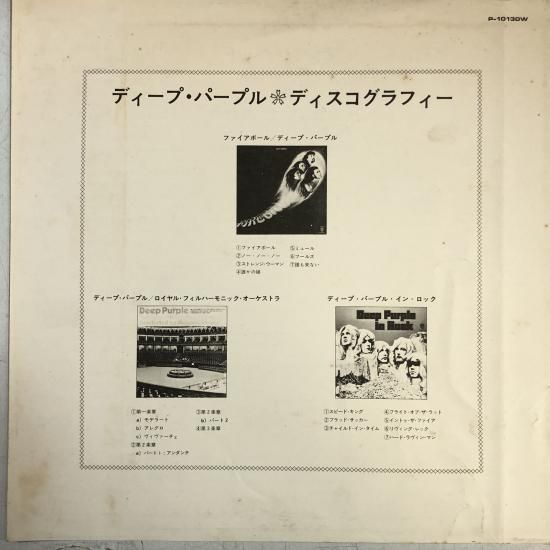 P-10130W
ディープ・パープル❊ディスコグラフィー
ファイアボール/ディープ・パープル
①ファイアボール
②ノー・ノー・ノー
③ストレンジ・ウーマン
④誰かの娘
⑤ミュール
⑥フールズ
⑦誰も来ない
ディープ・パープル/ロイヤル・フィルハーモニック・オーケストラ
Deep Purple
①第一楽章
a) モデラート
b) アレグロ
c) ヴィヴァーチェ
②第2楽章
a) パート1:アンダンテ
③第2楽章
b) パート2
④第3楽章
ディープ・パープル・イン・ロック
Deep Purple
in Rock
①スピード・キング
②ブラッド・サッカー
③チャイルド・イン・タイム
④フライト・オブ・ザ・ラット
⑤イントゥ・ザ・ファイア
⑥リヴィング・レック
⑦ハード・ラヴィン・マン